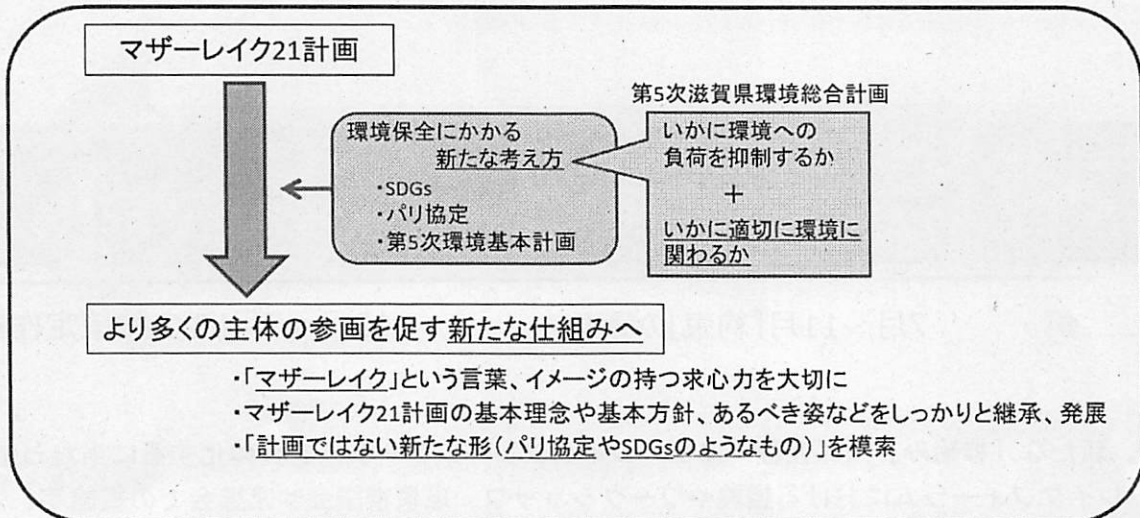 マザーレイク21計画
第5次滋賀県環境総合計画
環境保全にかかる
新たな考え方
・SDGs
・パリ協定
・第5次環境基本計画
いかに環境への
負荷を抑制するか
+
いかに適切に環境に
関わるか
より多くの主体の参画を促す新たな仕組みへ
・「マザーレイク」という言葉、イメージの持つ求心力を大切に
・マザーレイク21計画の基本理念や基本方針、あるべき姿などをしっかりと継承、発展
・「計画ではない新たな形(パリ協定やSDGsのようなもの)」を模索